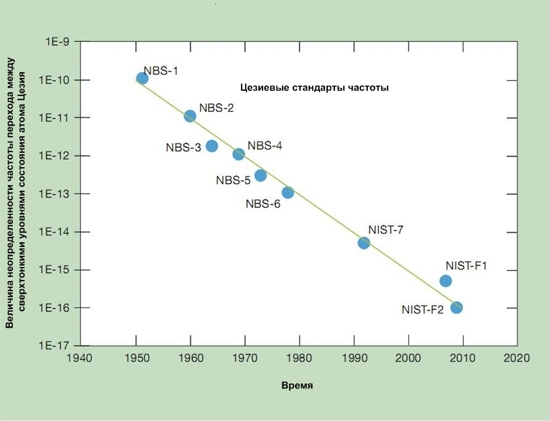 Величина неопределенности частоты перехода между
сверхтонкими уровнями состояния атома Цезия
1E-9
1E-10
1E-11
1E-12
1E-13
1E-14
1E-15
1E-16
1E-17
Цезиевые стандарты частоты
NBS-1
NBS-2
NBS-3
NBS-4
NBS-5
NBS-6
NIST-7
NIST-F1
NIST-F2
1940
1950
1960
1970
1980
1990
2000
2010
2020
Время